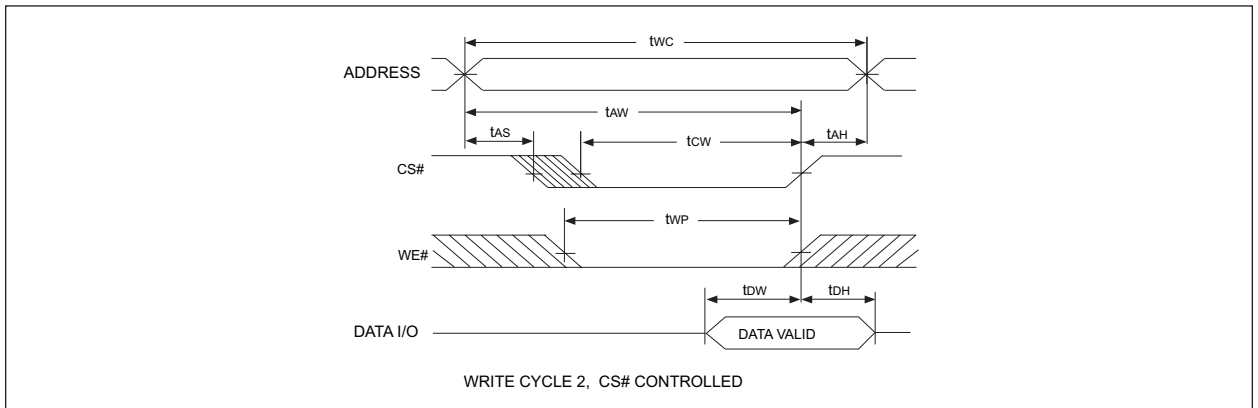 tWC
ADDRESS
tAW
tAS
tCW
tAH
CS#
tWP
WE#
tDW
tDH
DATA I/O
DATA VALID
WRITE CYCLE 2, CS# CONTROLLED